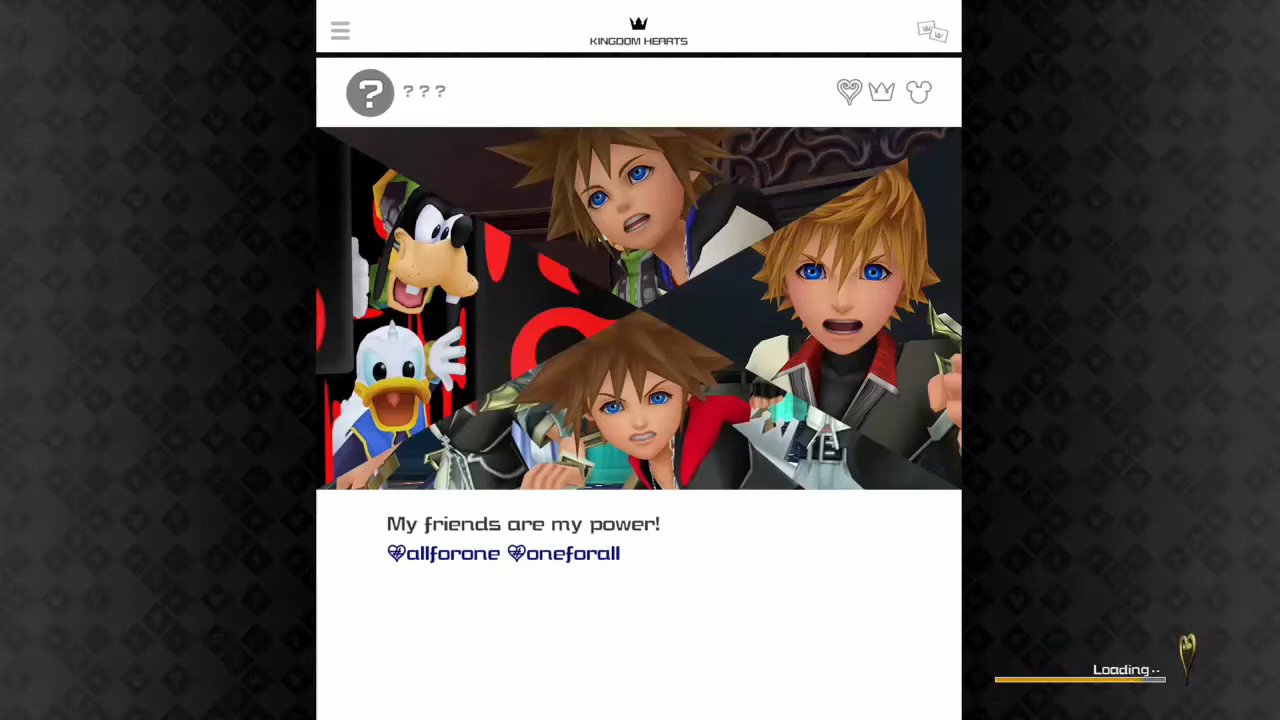 KINGDOM HEARTS
? ? ? ?
My friends are my power!
#allforone #oneforall
Loading··